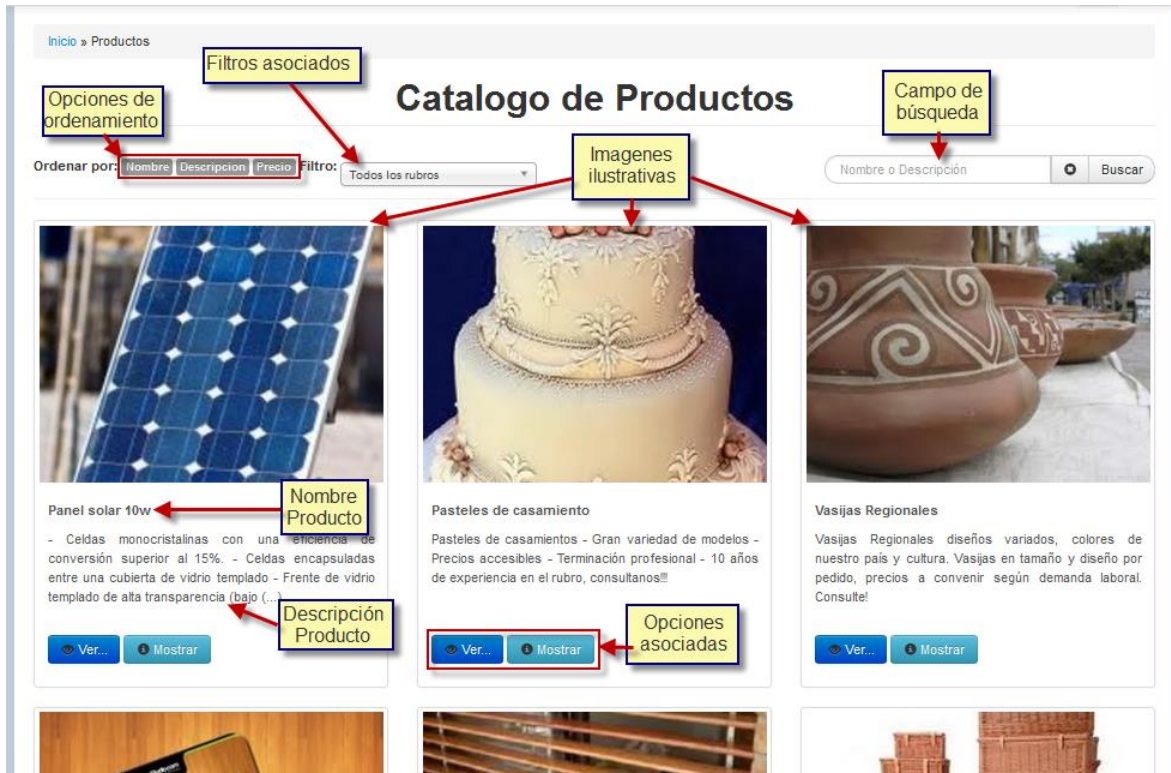 Inicio » Productos
Filtros asociados
Catalogo de Productos
Opciones de
ordenamiento
Campo de
búsqueda
Ordenar por: Nombre Descripcion Precio Filtro: Todos los rubros
Imagenes
ilustrativas
Nombre o Descripción Buscar
Panel solar 10w
Nombre
Producto
- Celdas monocristalinas con una eficiencia de
conversión superior al 15%. - Celdas encapsuladas
entre una cubierta de vidrio templado - Frente de vidrio
templado de alta transparencia (bajo (...)
Descripción
Producto
Ver... Mostrar
Pasteles de casamiento
Pasteles de casamientos - Gran variedad de modelos -
Precios accesibles - Terminación profesional - 10 años
de experiencia en el rubro, consultanos!!!
Opciones
asociadas
Ver... Mostrar
Vasijas Regionales
Vasijas Regionales diseños variados, colores de
nuestro país y cultura. Vasijas en tamaño y diseño por
pedido, precios a convenir según demanda laboral.
Consulte!
Ver... Mostrar